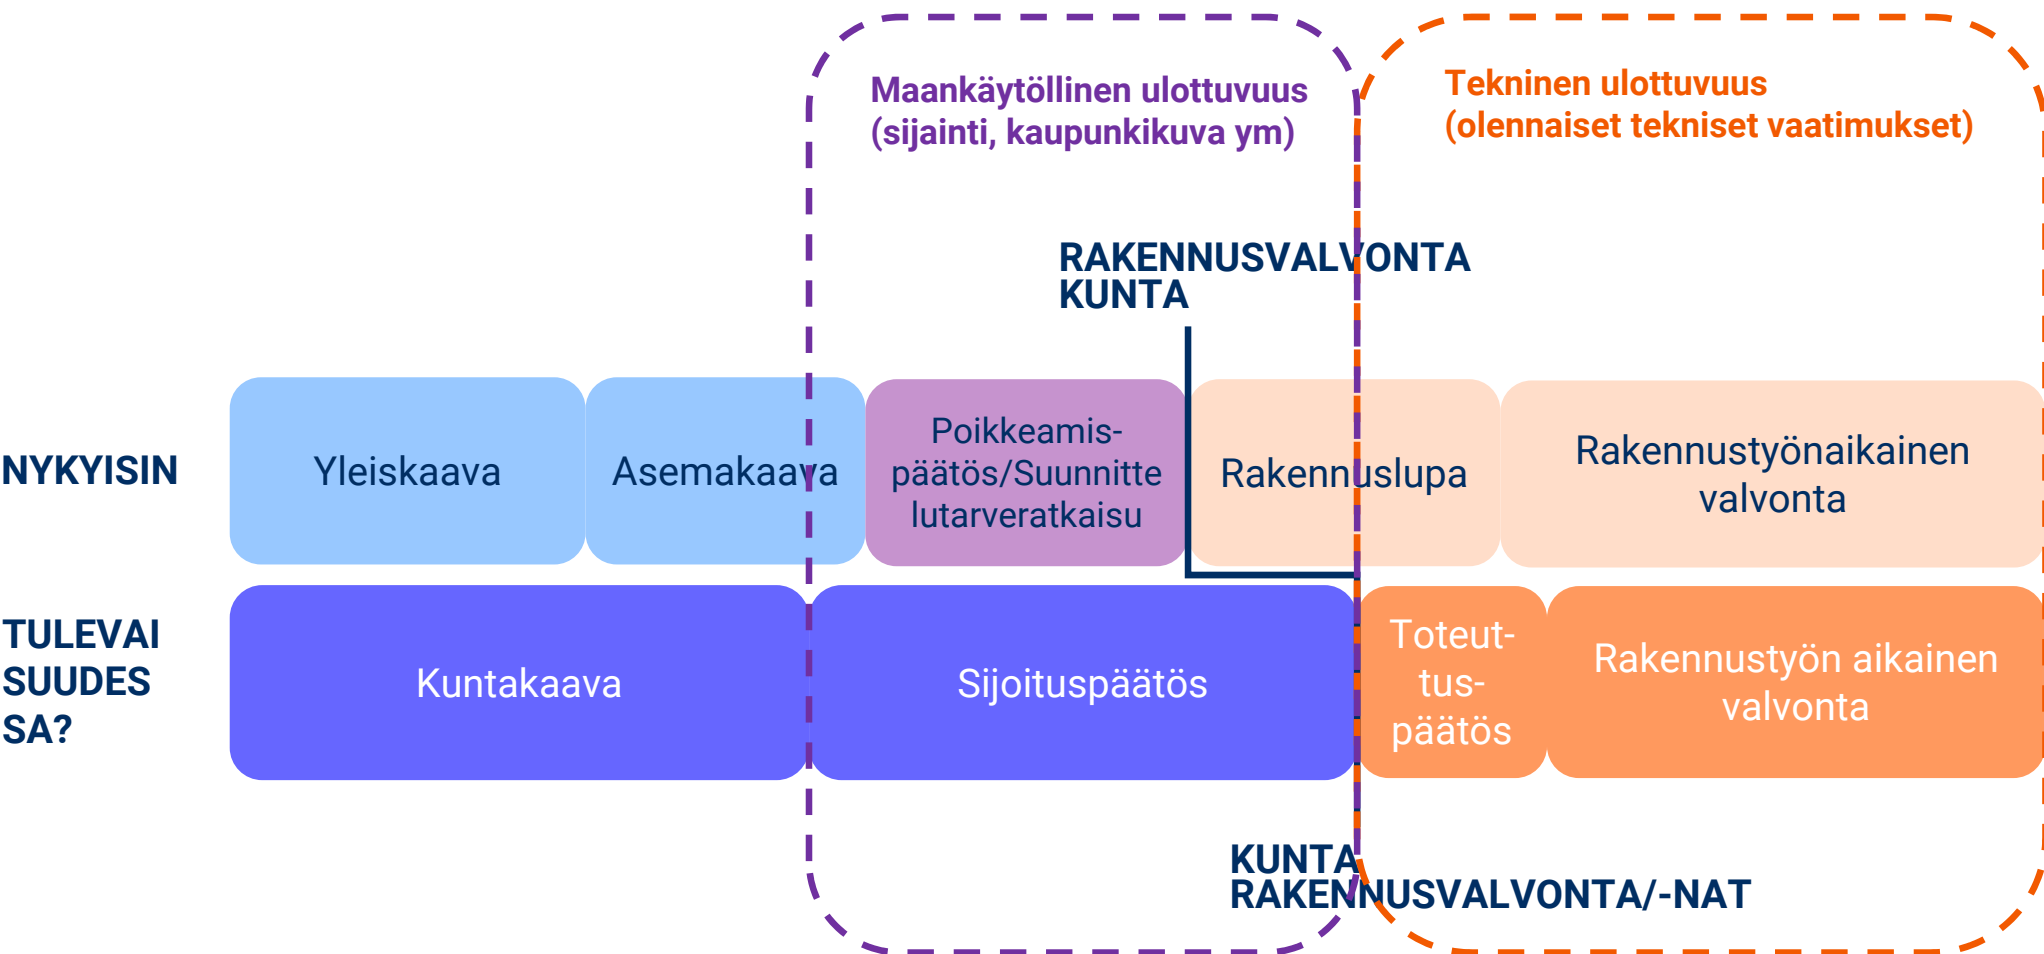 Maankäytöllinen ulottuvuus
(sijainti, kaupunkikuva ym)
Tekninen ulottuvuus
(olennaiset tekniset vaatimukset)
RAKENNUSVALVONTA
KUNTA
NYKYISIN
Yleiskaava
Asemakaava
Poikkeamis-
päätös/Suunnitte
lutarveratkaisu
Rakennuslupa
Rakennustyönaikainen
valvonta
TULEVAI
SUUDES
SA?
Kuntakaava
Sijoituspäätös
Toteut-
tus-
päätös
Rakennustyön aikainen
valvonta
KUNTA
RAKENNUSVALVONTA/-NAT